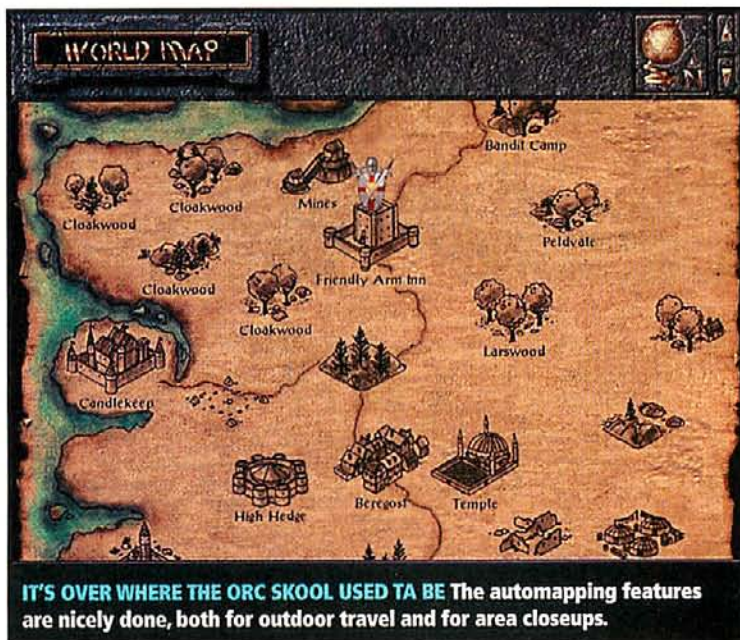 WORLD MAP
N
Bandit Camp
Cloakwood
Cloakwood
Mines
Peldvale
Cloakwood
Friendly Arm Inn
Cloakwood
Larswood
Candlekeep
High Hedge
Beregost
Temple
IT'S OVER WHERE THE ORC SKOOL USED TA BE The automapping features
are nicely done, both for outdoor travel and for area closeups.